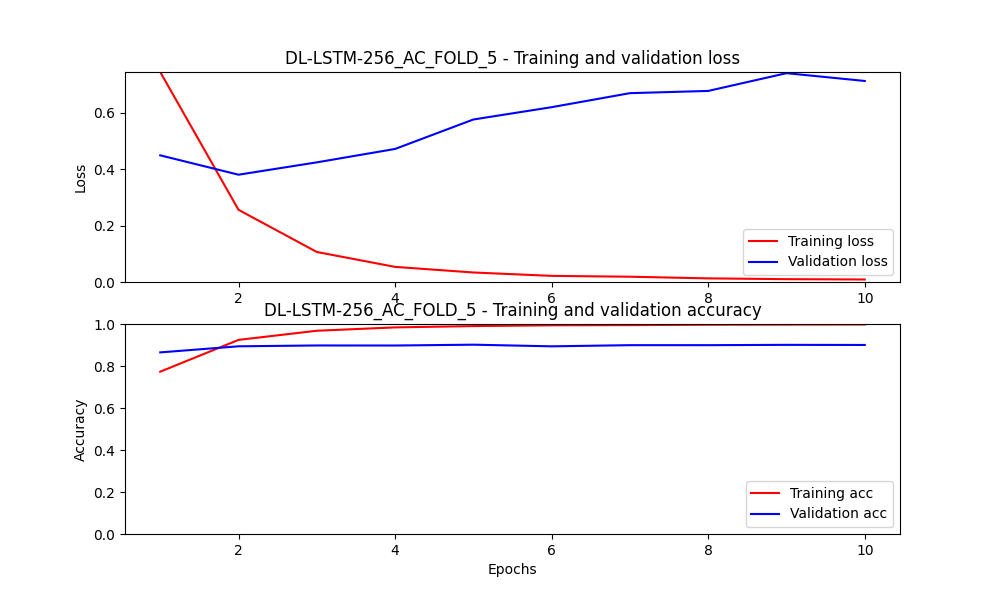 DL-LSTM-256_AC_FOLD_5 - Training and validation loss
Loss
0.6
0.4
0.2
0.0
Training loss
Validation loss
2 4 6 8 10
DL-LSTM-256_AC_FOLD_5 - Training and validation accuracy
Accuracy
1.0
0.8
0.6
0.4
0.2
0.0
Training acc
Validation acc
2 4 6 8 10
Epochs